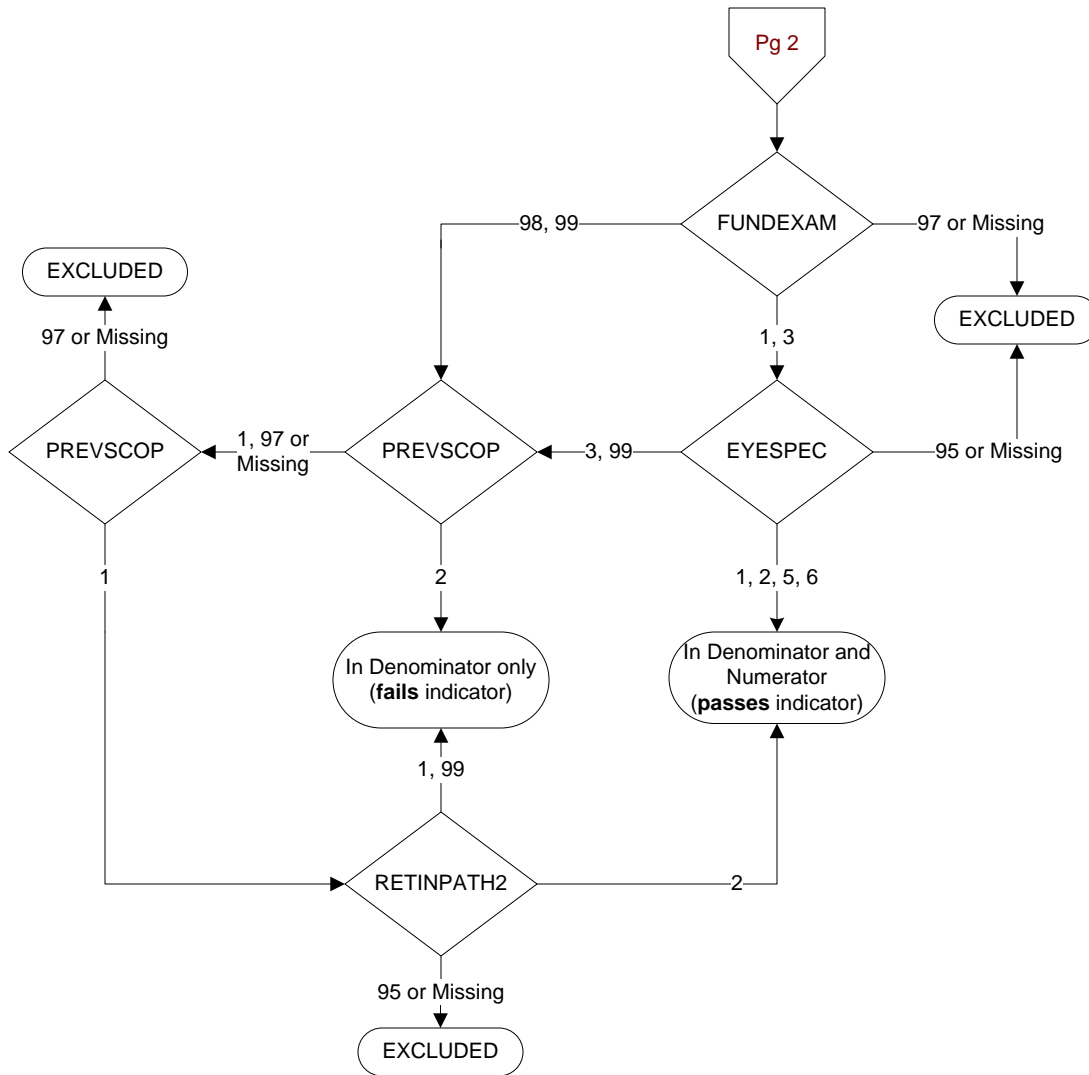 Pg 2
FUNDEXAM
98, 99
97 or Missing
EXCLUDED
EXCLUDED
97 or Missing
1, 3
PREVSCOP
1, 97 or
Missing
PREVSCOP
3, 99
EYESPEC
95 or Missing
1
2
1, 2, 5, 6
In Denominator only
(fails indicator)
In Denominator and
Numerator
(passes indicator)
1, 99
RETINPATH2
2
95 or Missing
EXCLUDED